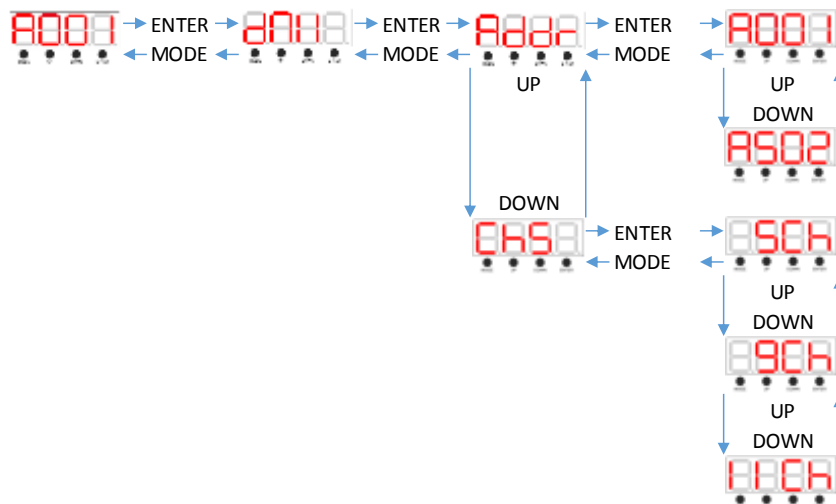 A001 ENTER dM1 ENTER Addr ENTER A001
MODE MODE MODE
UP UP
DOWN
A502
DOWN
ChS ENTER 5Ch
MODE
UP
DOWN
9Ch
UP
DOWN
11Ch